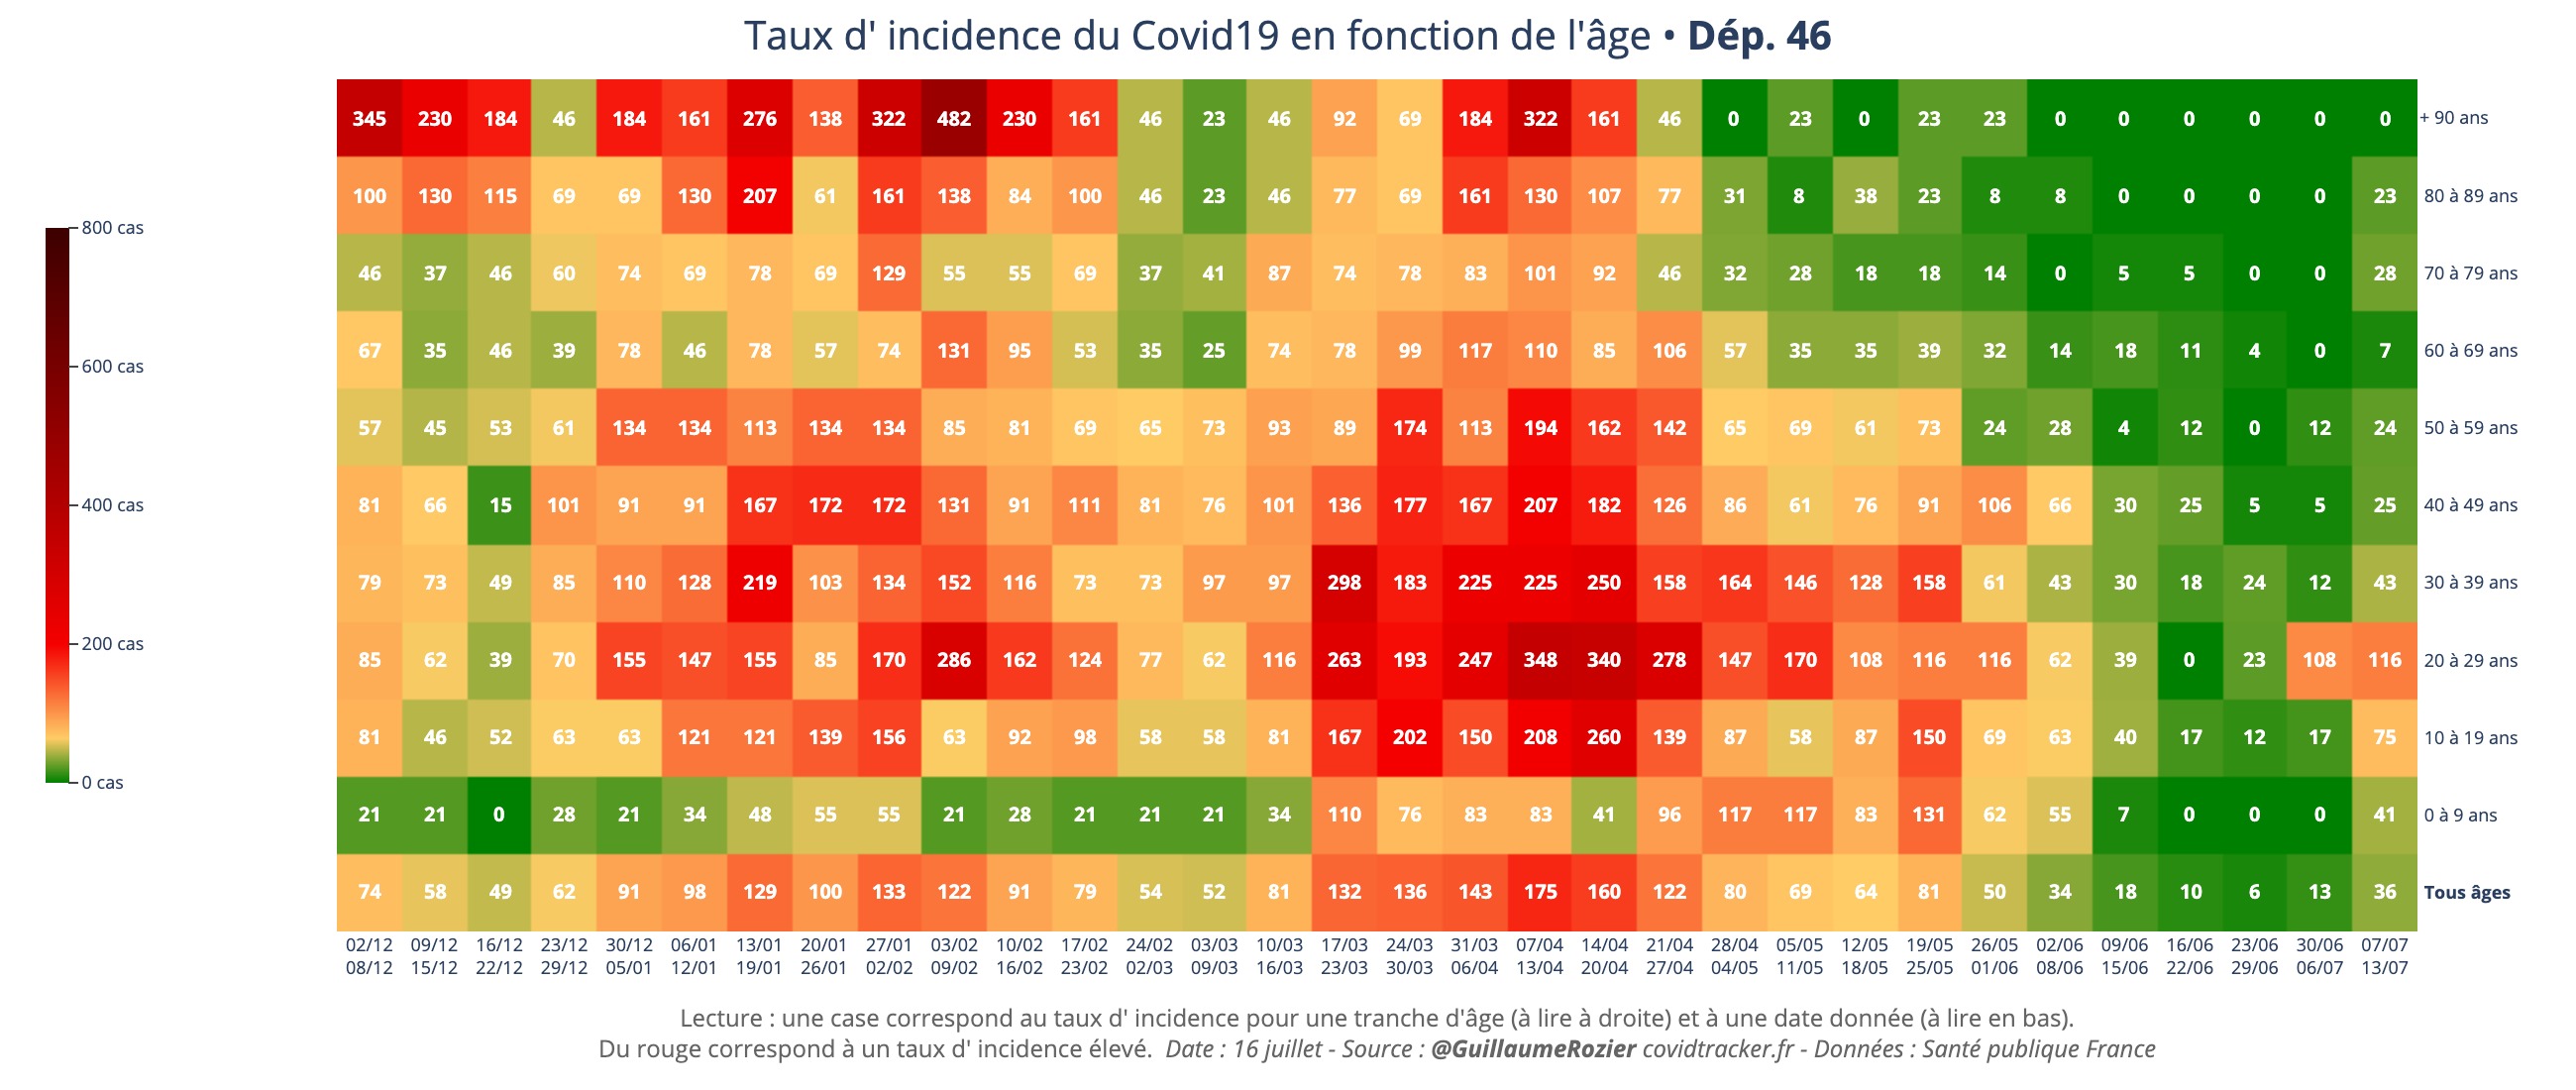 Taux d' incidence du Covid19 en fonction de l'âge • Dép. 46
800 cas
600 cas
400 cas
200 cas
0 cas
345 230 184 46 184 161 276 138 322 482 230 161 46 23 46 92 69 184 322 161 46 0 23 0 23 23 0 0 0 0 0 0 + 90 ans
100 130 115 69 69 130 207 61 161 138 84 100 46 23 46 77 69 161 130 107 77 31 8 38 23 8 8 0 0 0 0 23 80 à 89 ans
46 37 46 60 74 69 78 69 129 55 55 69 37 41 87 74 78 83 101 92 46 32 28 18 18 14 0 5 5 0 0 28 70 à 79 ans
67 35 46 39 78 46 78 57 74 131 95 53 35 25 74 78 99 117 110 85 106 57 35 35 39 32 14 18 11 4 0 7 60 à 69 ans
57 45 53 61 134 134 113 134 134 85 81 69 65 73 93 89 174 113 194 162 142 65 69 61 73 24 28 4 12 0 12 24 50 à 59 ans
81 66 15 101 91 91 167 172 172 131 91 111 81 76 101 136 177 167 207 182 126 86 61 76 91 106 66 30 25 5 5 25 40 à 49 ans
79 73 49 85 110 128 219 103 134 152 116 73 73 97 97 298 183 225 225 250 158 164 146 128 158 61 43 30 18 24 12 43 30 à 39 ans
85 62 39 70 155 147 155 85 170 286 162 124 77 62 116 263 193 247 348 340 278 147 170 108 116 116 62 39 0 23 108 116 20 à 29 ans
81 46 52 63 63 121 121 139 156 63 92 98 58 58 81 167 202 150 208 260 139 87 58 87 150 69 63 40 17 12 17 75 10 à 19 ans
21 21 0 28 21 34 48 55 55 21 28 21 21 21 34 110 76 83 83 41 96 117 117 83 131 62 55 7 0 0 0 41 0 à 9 ans
74 58 49 62 91 98 129 100 133 122 91 79 54 52 81 132 136 143 175 160 122 80 69 64 81 50 34 18 10 6 13 36 Tous âges
02/12 09/12 16/12 23/12 30/12 06/01 13/01 20/01 27/01 03/02 10/02 17/02 24/02 03/03 10/03 17/03 24/03 31/03 07/04 14/04 21/04 28/04 05/05 12/05 19/05 26/05 02/06 09/06 16/06 23/06 30/06 07/07
08/12 15/12 22/12 29/12 05/01 12/01 19/01 26/01 02/02 09/02 16/02 23/02 02/03 09/03 16/03 23/03 30/03 06/04 13/04 20/04 27/04 04/05 11/05 18/05 25/05 01/06 08/06 15/06 22/06 29/06 06/07 13/07
Lecture : une case correspond au taux d' incidence pour une tranche d'âge (à lire à droite) et à une date donnée (à lire en bas).
Du rouge correspond à un taux d' incidence élevé. Date : 16 juillet - Source : @GuillaumeRozier covidtracker.fr - Données : Santé publique France